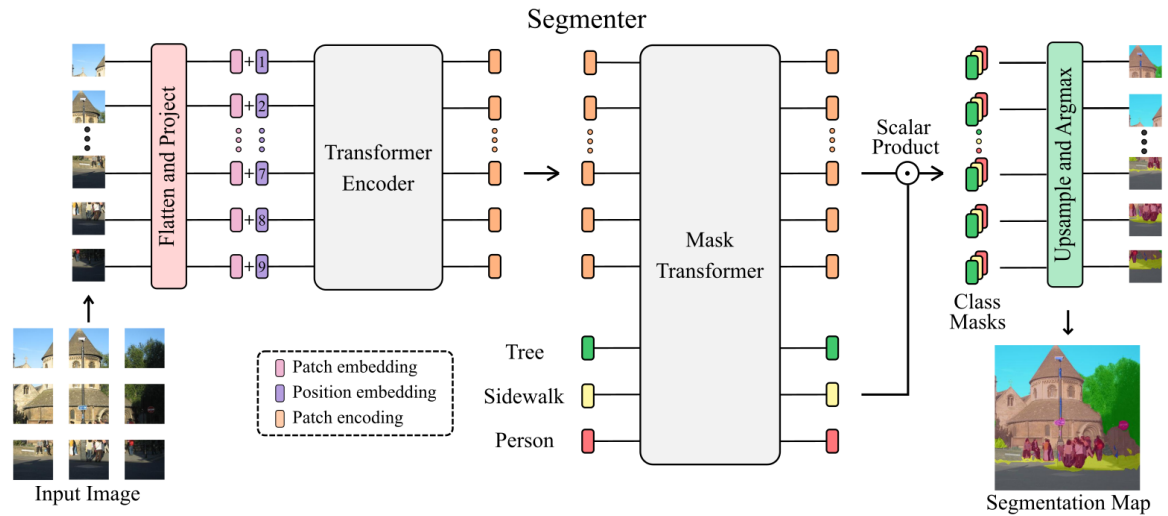 Segmenter
Flatten and Project
+ 1
+ 2
+ 7
+ 8
+ 9
Transformer
Encoder
Mask
Transformer
Scalar
Product
Upsample and Argmax
Class
Masks
Tree
Sidewalk
Person
Patch embedding
Position embedding
Patch encoding
Input Image
Segmentation Map